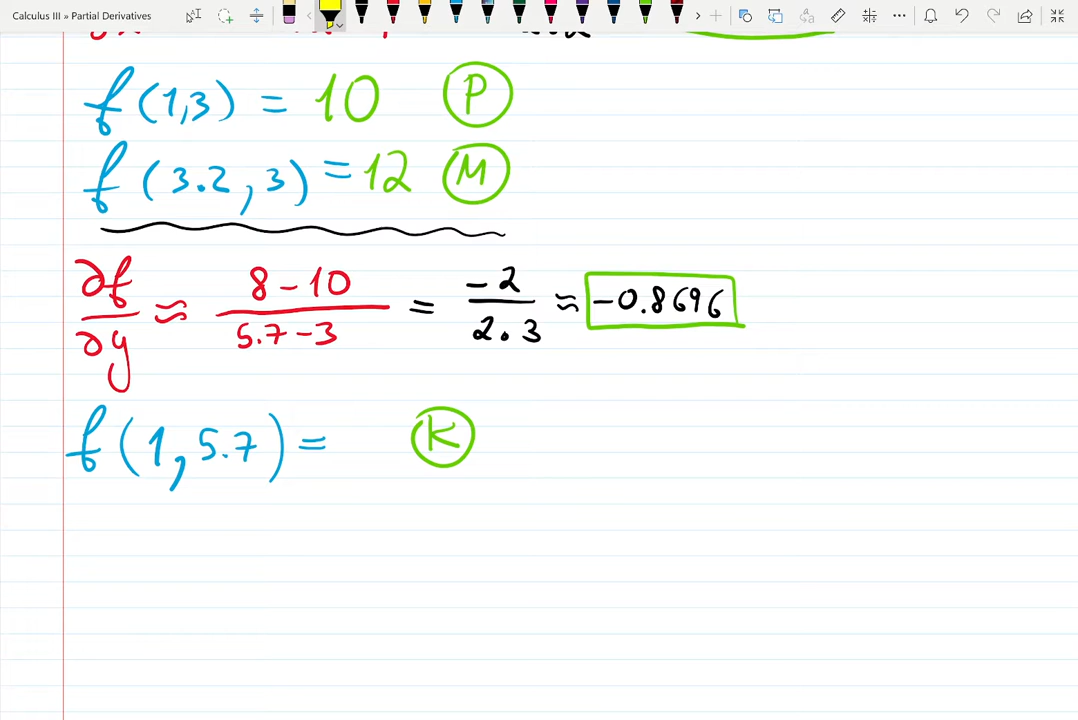 Calculus III » Partial Derivatives
f(1,3) = 10 P
f(3.2,3) = 12 M
∂f/∂y ≈ (8-10)/(5.7-3) = -2/2.3 ≈ -0.8696
f(1,5.7) = K